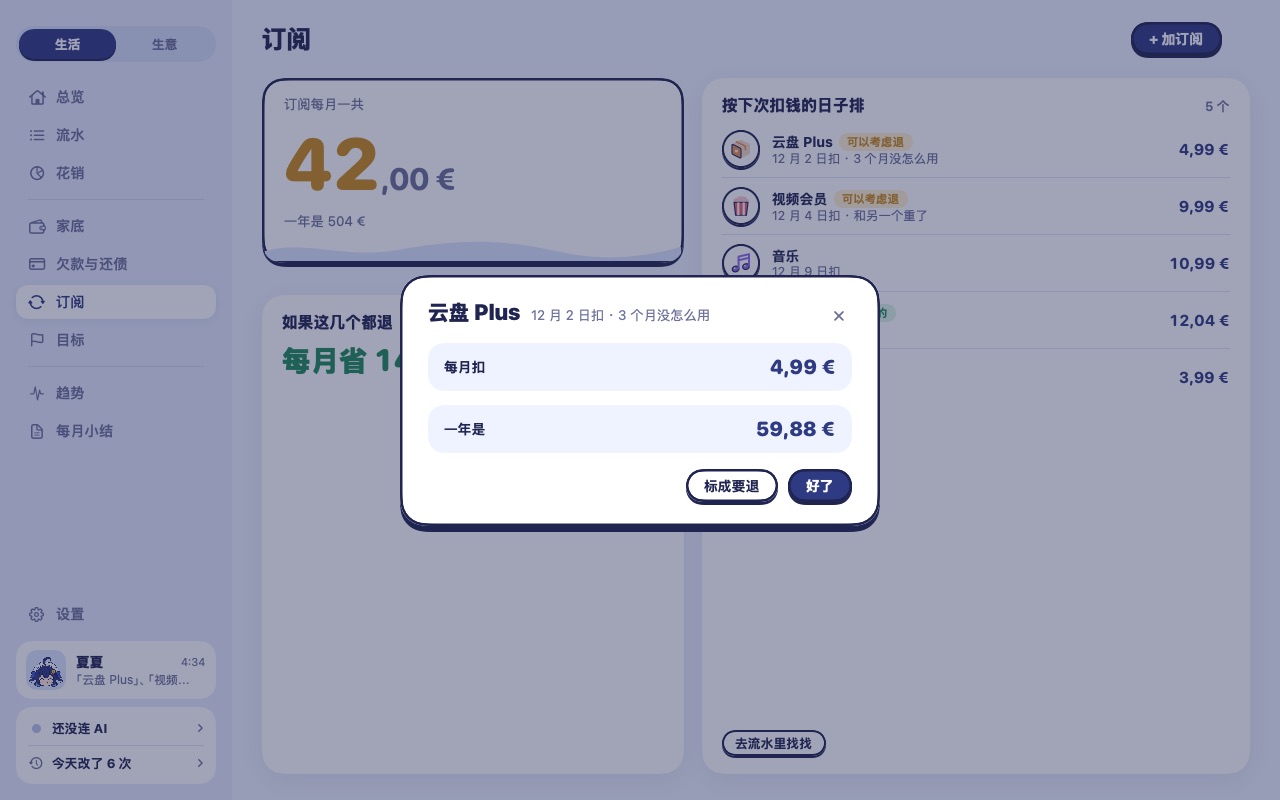 生活
生意
总览
流水
花销
家底
欠款与还债
订阅
目标
趋势
每月小结
设置
夏夏
4:34
「云盘 Plus」、「视频...
还没连 AI
今天改了 6 次
订阅
+ 加订阅
订阅每月一共
42,00 €
一年是 504 €
如果这几个都退
每月省 14
按下次扣钱的日子排
5 个
云盘 Plus 可以考虑退
12 月 2 日扣 · 3 个月没怎么用
4,99 €
视频会员 可以考虑退
12 月 4 日扣 · 和另一个重了
9,99 €
音乐
12 月 9 日扣
10,99 €
的
12,04 €
3,99 €
去流水里找找
云盘 Plus 12 月 2 日扣 · 3 个月没怎么用
每月扣
4,99 €
一年是
59,88 €
标成要退
好了